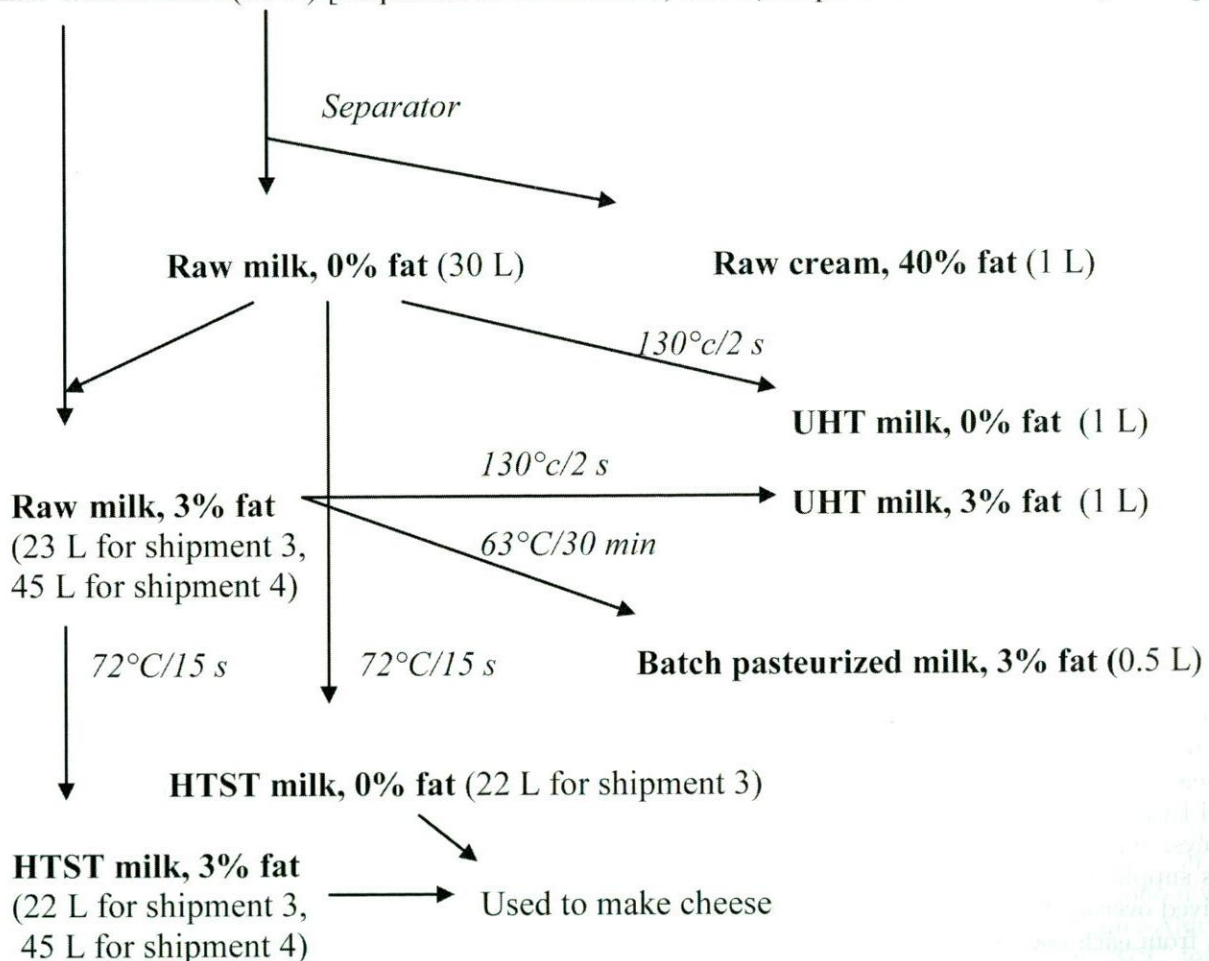 Separator
Raw milk, 0% fat (30 L)
Raw cream, 40% fat (1 L)
130°c/2 s
UHT milk, 0% fat (1 L)
130°c/2 s
UHT milk, 3% fat (1 L)
Raw milk, 3% fat
(23 L for shipment 3,
45 L for shipment 4)
63°C/30 min
72°C/15 s
72°C/15 s
Batch pasteurized milk, 3% fat (0.5 L)
HTST milk, 0% fat (22 L for shipment 3)
HTST milk, 3% fat
(22 L for shipment 3,
45 L for shipment 4)
Used to make cheese